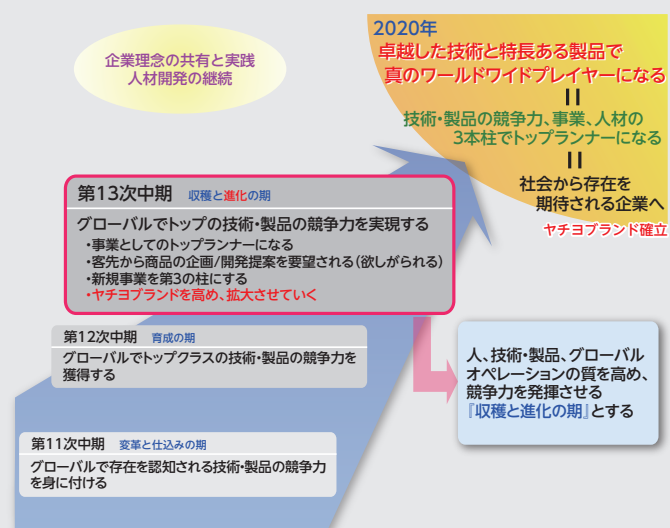 企業理念の共有と実践
人材開発の継続
2020年
卓越した技術と特長ある製品で
真のワールドワイドプレイヤーになる
技術・製品の競争力、事業、人材の
3本柱でトップランナーになる
社会から存在を
期待される企業へ
ヤチヨブランド確立
第13次中期 収穫と進化の期
グローバルでトップの技術・製品の競争力を実現する
・事業としてのトップランナーになる
・客先から商品の企画/開発提案を要望される(欲しがられる)
・新規事業を第3の柱にする
・ヤチヨブランドを高め、拡大させていく
第12次中期 育成の期
グローバルでトップクラスの技術・製品の競争力を
獲得する
人、技術・製品、グローバル
オペレーションの質を高め、
競争力を発揮させる
『収穫と進化の期』とする
第11次中期 変革と仕込みの期
グローバルで存在を認知される技術・製品の競争力
を身に付ける